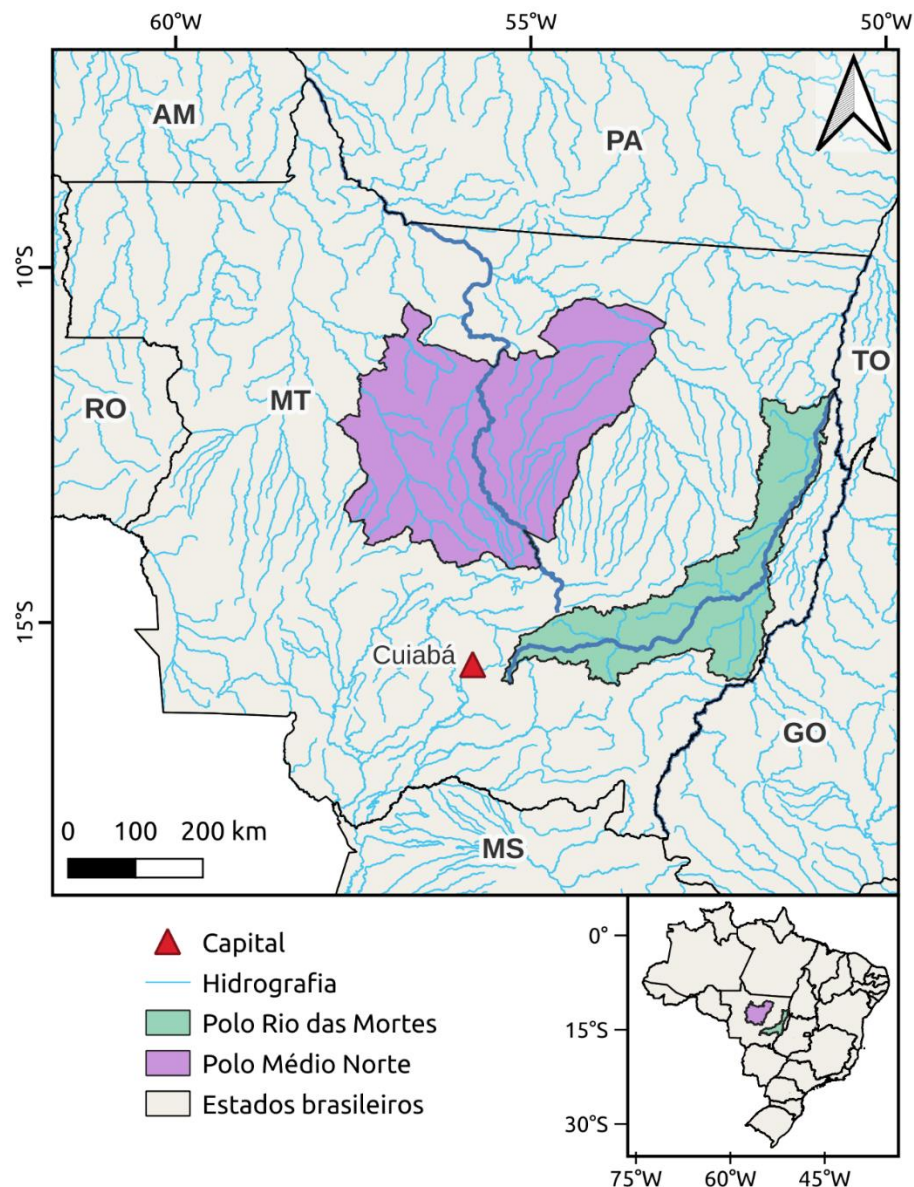 60°W 55°W 50°W
AM
PA
10°S
TO
RO
MT
15°S
Cuiabá
GO
0 100 200 km
MS
Capital
Hidrografia
Polo Rio das Mortes
Polo Médio Norte
Estados brasileiros
0°
15°S
30°S
75°W 60°W 45°W